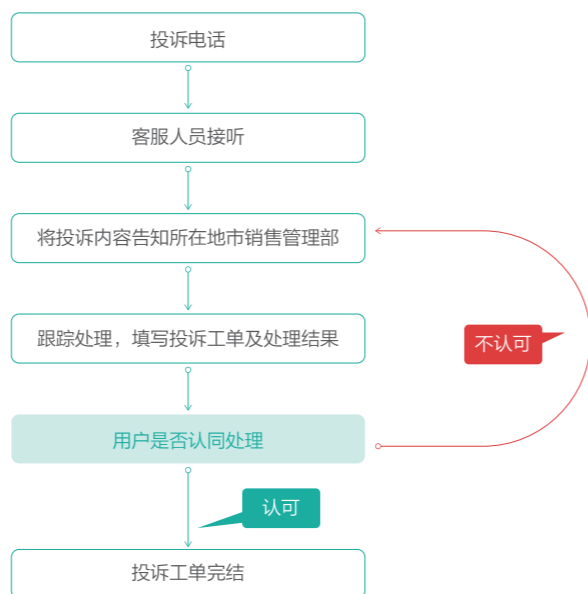 投诉电话
客服人员接听
将投诉内容告知所在地市销售管理部
跟踪处理，填写投诉工单及处理结果
不认可
用户是否认同处理
认可
投诉工单完结